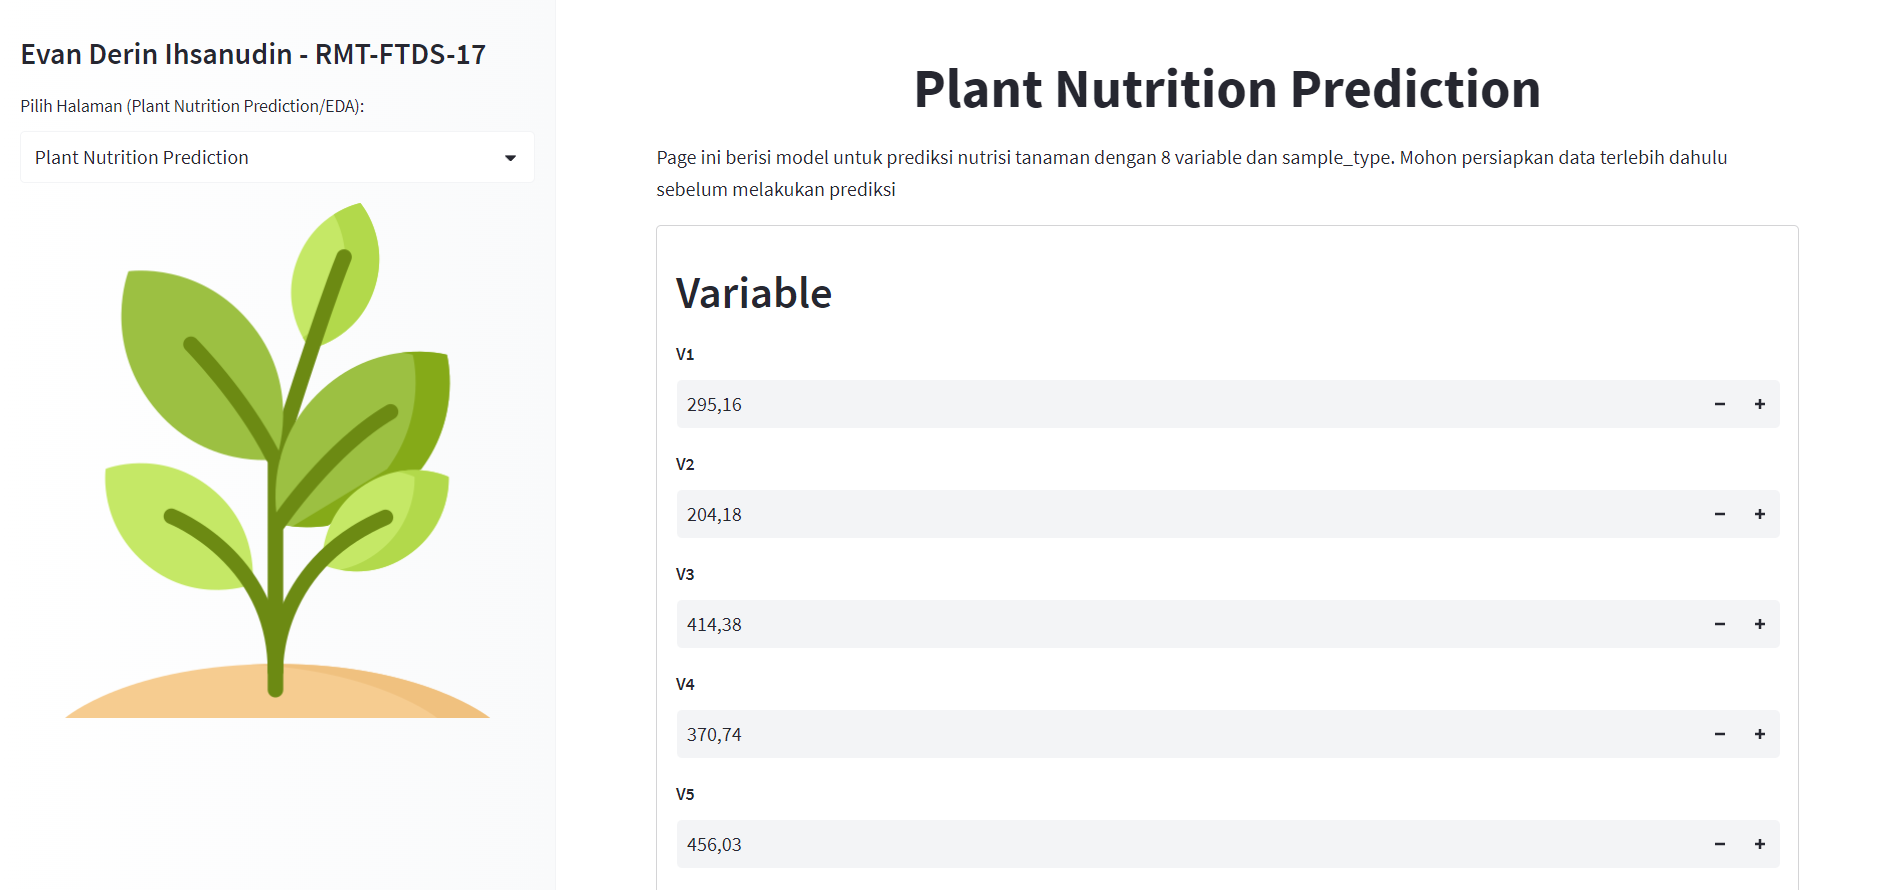 Evan Derin Ihsanudin - RMT-FTDS-17
Pilih Halaman (Plant Nutrition Prediction/EDA):
Plant Nutrition Prediction
Plant Nutrition Prediction
Page ini berisi model untuk prediksi nutrisi tanaman dengan 8 variable dan sample_type. Mohon persiapkan data terlebih dahulu
sebelum melakukan prediksi
Variable
V1
295,16
V2
204,18
V3
414,38
V4
370,74
V5
456,03